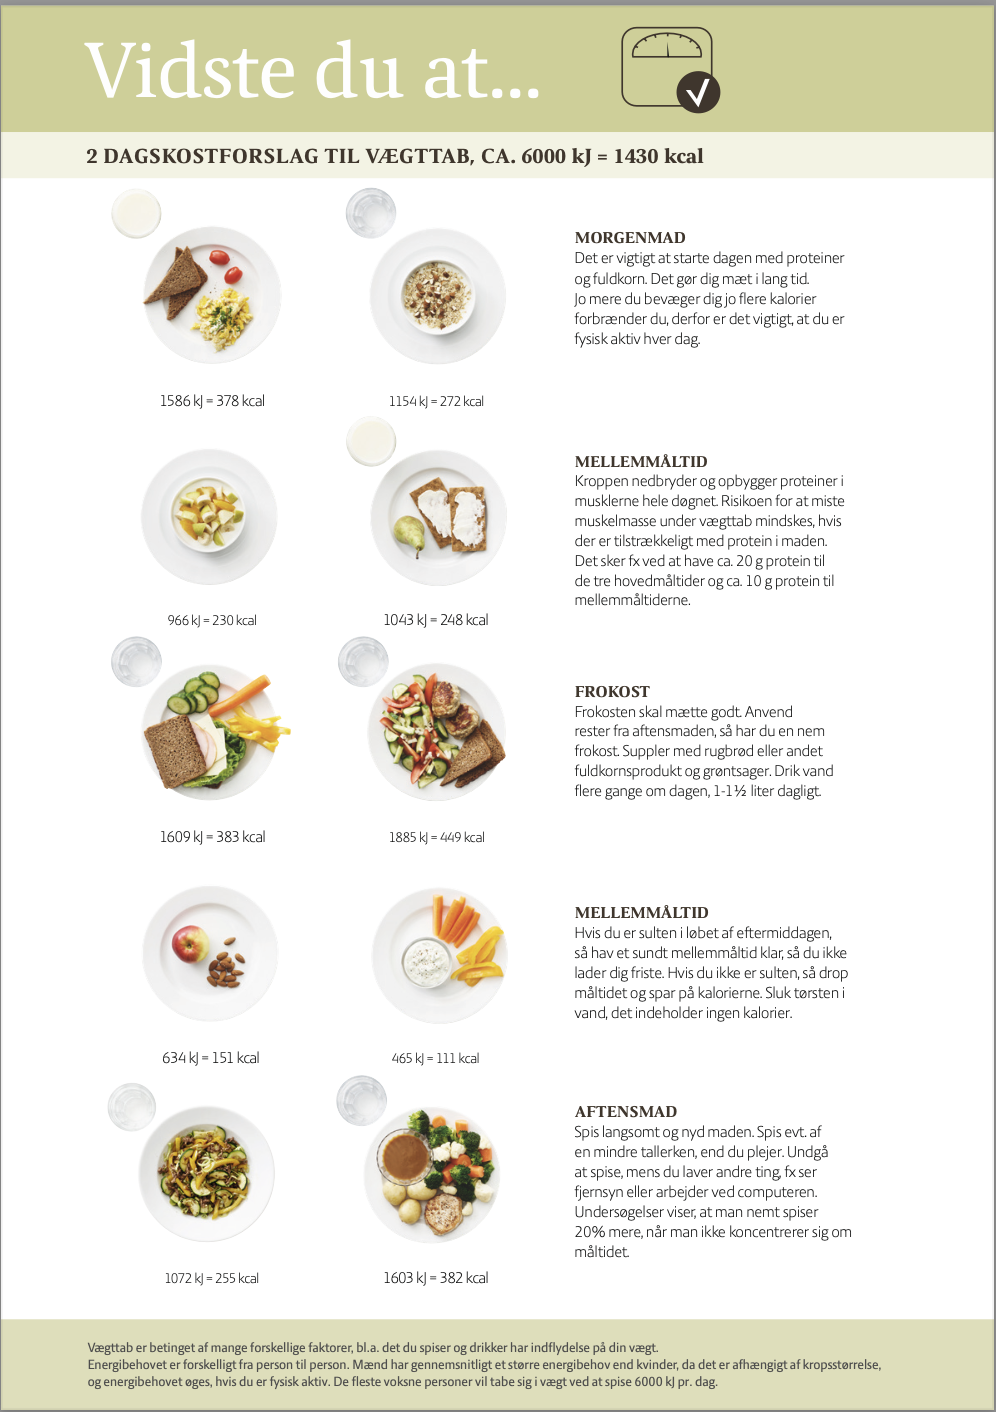 Vidste du at...
2 DAGSKOSTFORSLAG TIL VÆGTTAB, CA. 6000 kJ = 1430 kcal
1586 kJ = 378 kcal
1154 kJ = 272 kcal
MORGENMAD
Det er vigtigt at starte dagen med proteiner
og fuldkorn. Det gør dig mæt i lang tid.
Jo mere du bevæger dig jo flere kalorier
forbrænder du, derfor er det vigtigt, at du er
fysisk aktiv hver dag.
966 kJ = 230 kcal
1043 kJ = 248 kcal
MELLEMMÅLTID
Kroppen nedbryder og opbygger proteiner i
musklerne hele døgnet. Risikoen for at miste
muskelmasse under vægttab mindskes, hvis
der er tilstrækkeligt med protein i maden.
Det sker fx ved at have ca. 20 g protein til
de tre hovedmåltider og ca. 10 g protein til
mellemmåltiderne.
1609 kJ = 383 kcal
1885 kJ = 449 kcal
FROKOST
Frokosten skal mætte godt. Anvend
rester fra aftensmaden, så har du en nem
frokost. Suppler med rugbrød eller andet
fuldkornsprodukt og grøntsager. Drik vand
flere gange om dagen, 1-1½ liter dagligt.
634 kJ = 151 kcal
465 kJ = 111 kcal
MELLEMMÅLTID
Hvis du er sulten i løbet af eftermiddagen,
så hav et sundt mellemmåltid klar, så du ikke
lader dig friste. Hvis du ikke er sulten, så drop
måltidet og spar på kalorierne. Sluk tørsten i
vand, det indeholder ingen kalorier.
1072 kJ = 255 kcal
1603 kJ = 382 kcal
AFTENSMAD
Spis langsomt og nyd maden. Spis evt. af
en mindre tallerken, end du plejer. Undgå
at spise, mens du laver andre ting, fx ser
fjernsyn eller arbejder ved computeren.
Undersøgelser viser, at man nemt spiser
20% mere, når man ikke koncentrerer sig om
måltidet.
Vægttab er betinget af mange forskellige faktorer, bl.a. det du spiser og drikker har indflydelse på din vægt.
Energibehovet er forskelligt fra person til person. Mænd har gennemsnitligt et større energibehov end kvinder, da det er afhængigt af kropsstørrelse,
og energibehovet øges, hvis du er fysisk aktiv. De fleste voksne personer vil tabe sig i vægt ved at spise 6000 kJ pr. dag.